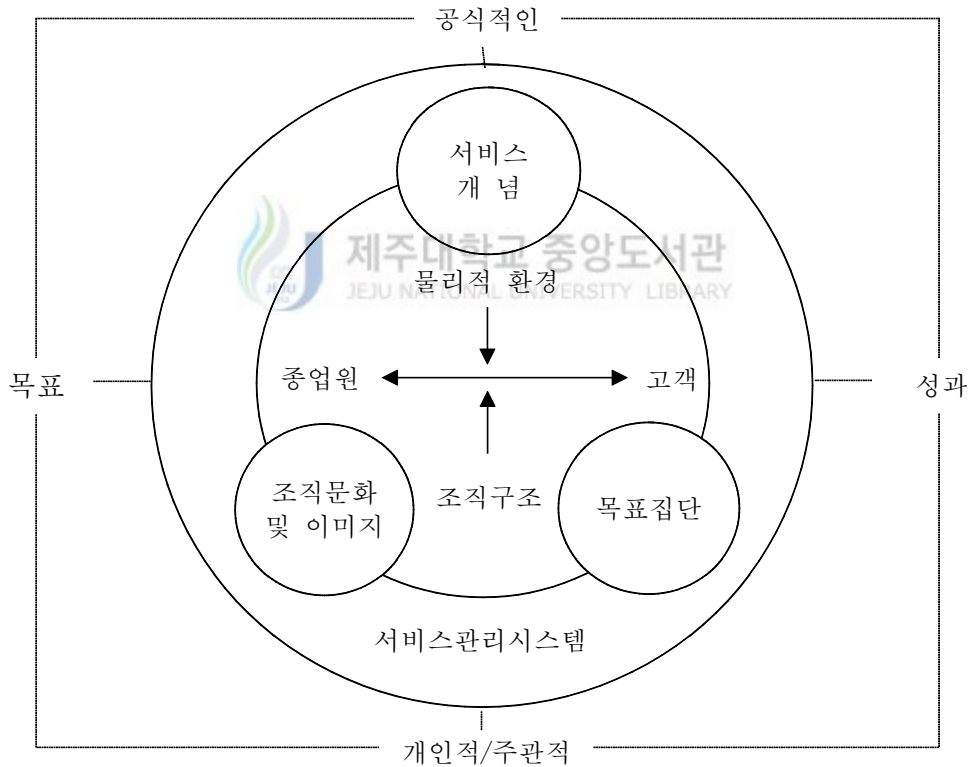 공식적인
서비스
개 념
제주대학교 중앙도서관
물리적 환경
JEJU NATIONAL UNIVERSITY LIBRARY
JEJU
목표
종업원
고객
성과
조직문화
및 이미지
조직구조
목표집단
서비스관리시스템
개인적/주관적